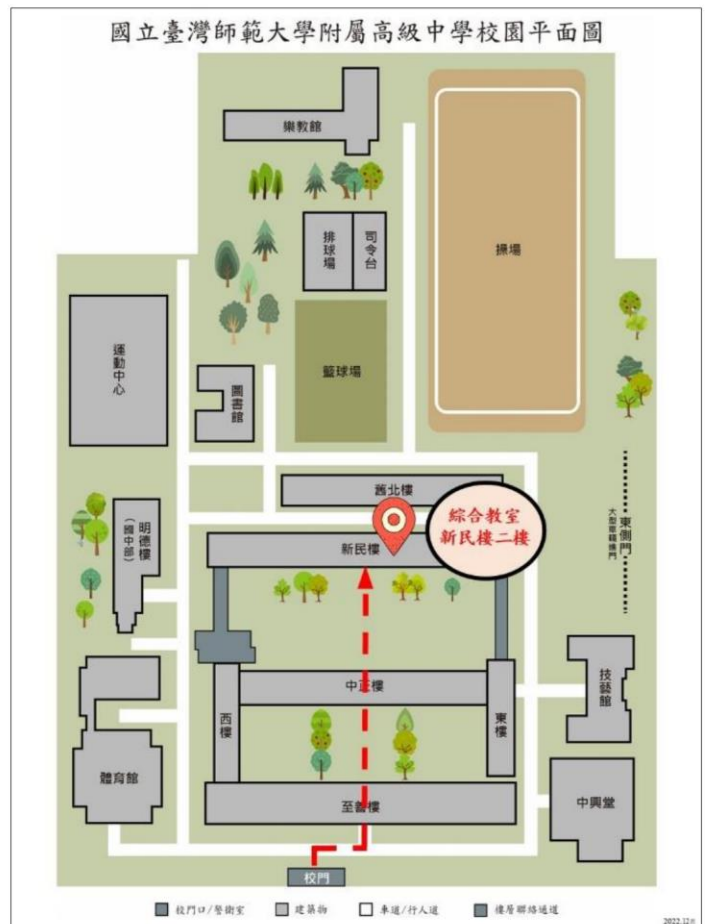 國立臺灣師範大學附屬高級中學校園平面圖
樂教館
排球場
司令台
操場
運動中心
籃球場
圖書館
舊北樓
綜合教室
新民樓二樓
東側門
大型車輛進門
明德樓
(國中部)
新民樓
中正樓
西樓
東樓
技藝館
體育館
至善樓
中興堂
校門
校門口/警衛室
建築物
車道/行人道
樓層聯絡通道
2022.12月